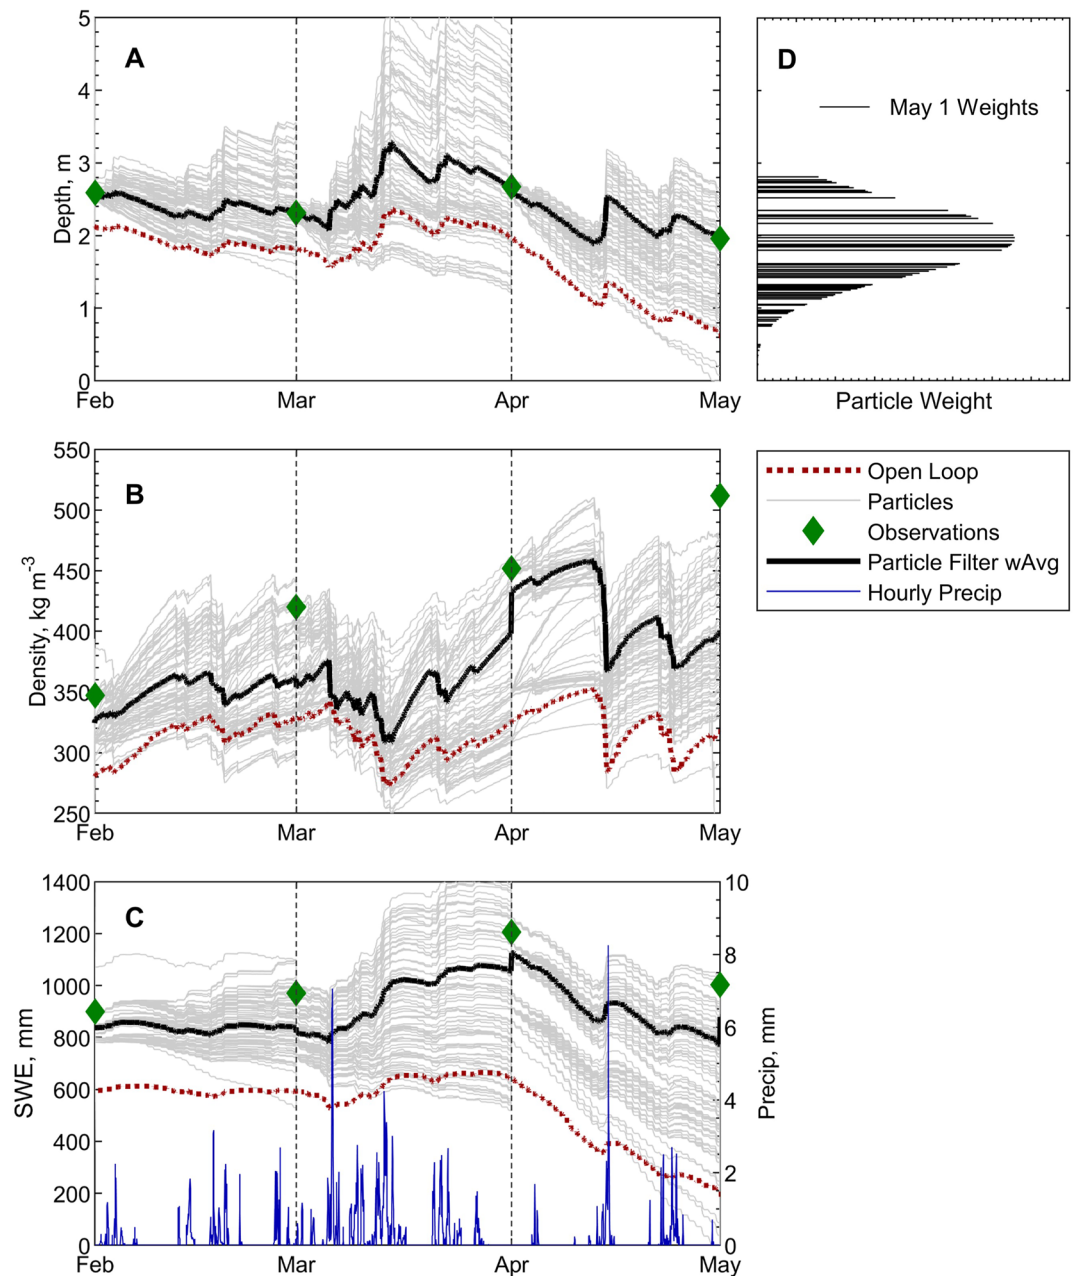 A
Depth, m
5
4
3
2
1
0
Feb
Mar
Apr
May
D
May 1 Weights
Particle Weight
B
Density, kg m-3
550
500
450
400
350
300
250
Feb
Mar
Apr
May
Open Loop
Particles
Observations
Particle Filter wAvg
Hourly Precip
C
SWE, mm
1400
1200
1000
800
600
400
200
0
Feb
Mar
Apr
May
10
8
6
4
2
0
Precip, mm